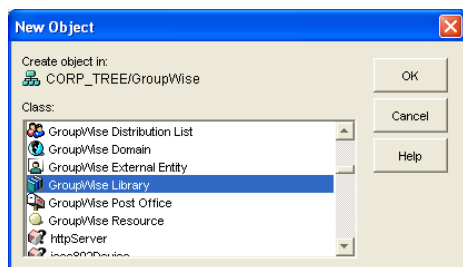 New Object
Create object in:
CORP_TREE/GroupWise
OK
Class:
Cancel
GroupWise Distribution List
GroupWise Domain
Help
GroupWise External Entity
GroupWise Library
GroupWise Post Office
GroupWise Resource
httpServer
ieee802Device